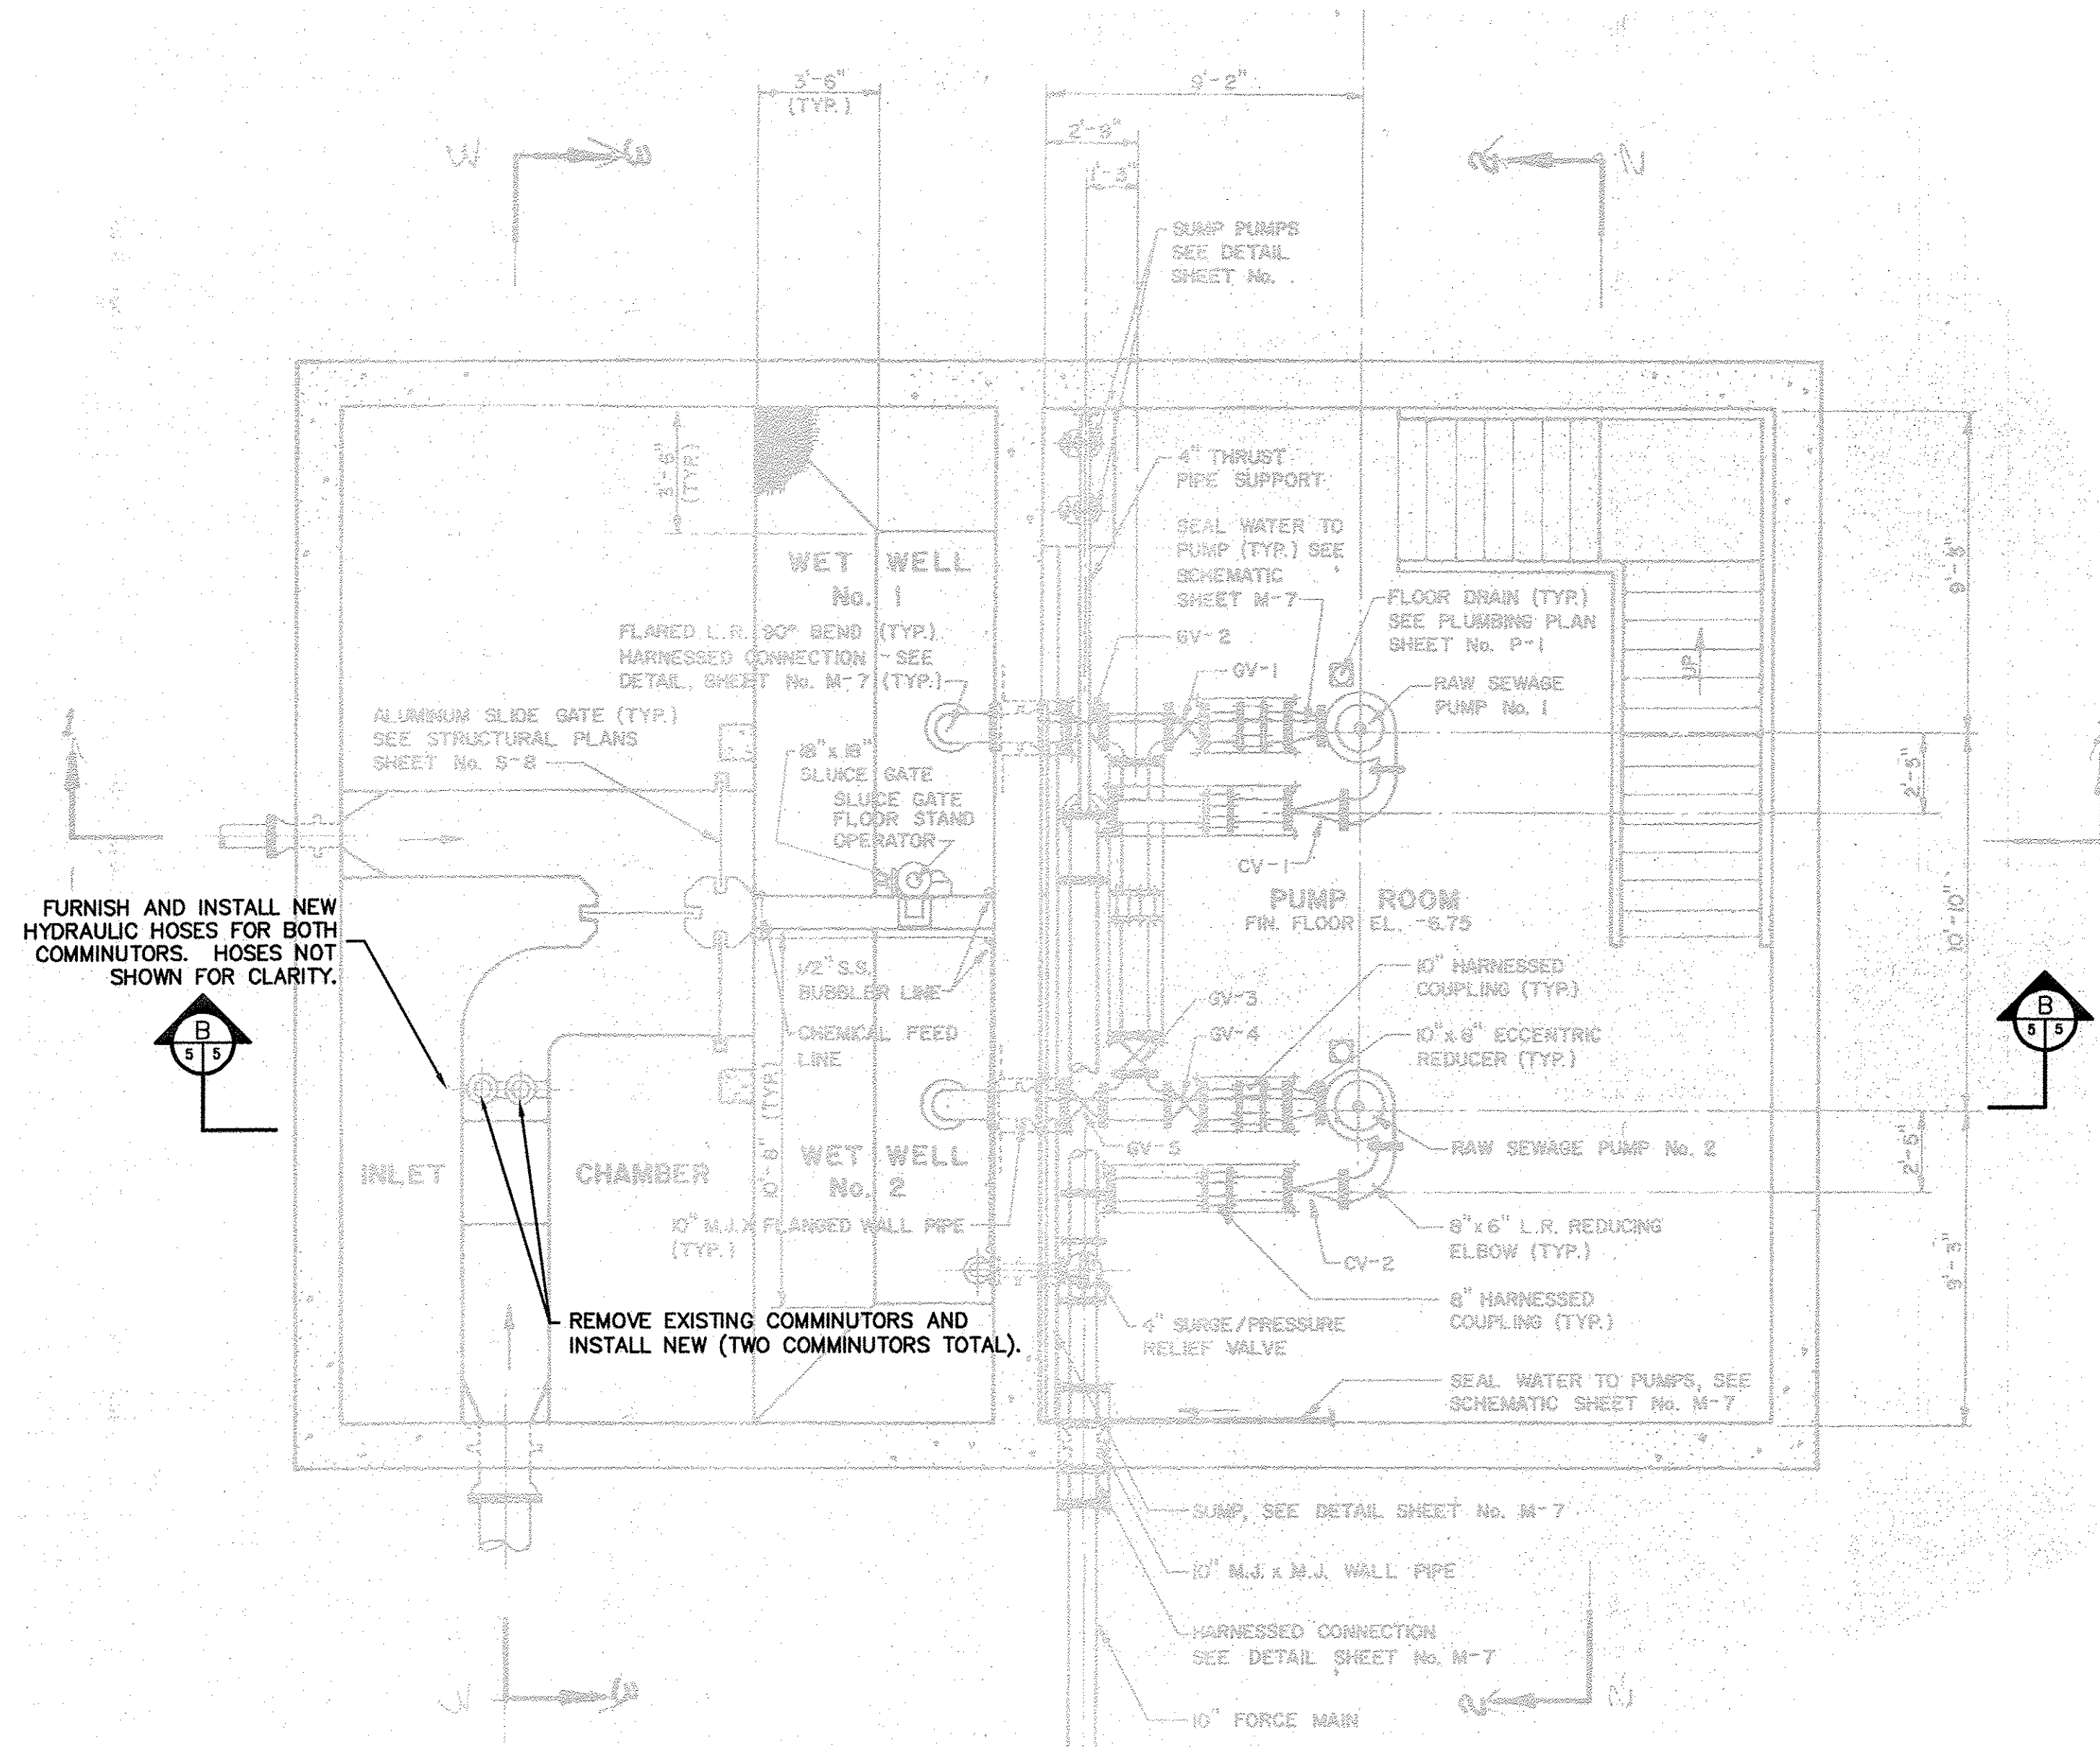 3'-6"
(TYP.)
9'-2"
2'-9"
1'-3"
SUMP PUMPS
SEE DETAIL
SHEET No.
3'-6"
(TYP.)
4" THRUST
PIPE SUPPORT
SEAL WATER TO
PUMP (TYP.) SEE
SCHEMATIC
SHEET M-7
WET WELL
No. 1
FLARED L.R. 90° BEND (TYP.)
HARNESSED CONNECTION - SEE
DETAIL, SHEET No. M-7 (TYP.)
GV-2
GV-1
FLOOR DRAIN (TYP.)
SEE PLUMBING PLAN
SHEET No. P-1
UP
RAW SEWAGE
PUMP No. 1
ALUMINUM SLIDE GATE (TYP.)
SEE STRUCTURAL PLANS
SHEET No. S-8
18" x 18"
SLUICE GATE
SLUICE GATE
FLOOR STAND
OPERATOR
CV-1
1
2'-5"
10'-10"
PUMP ROOM
FIN. FLOOR EL. -6.75
FURNISH AND INSTALL NEW
HYDRAULIC HOSES FOR BOTH
COMMINUTORS. HOSES NOT
SHOWN FOR CLARITY.
B
5 5
1/2" S.S.
BUBBLER LINE
CHEMICAL FEED
LINE
GV-3
GV-4
10" HARNESSED
COUPLING (TYP.)
10" x 8" ECCENTRIC
REDUCER (TYP.)
B
5 5
10'-8" (TYP.)
INLET CHAMBER
WET WELL
No. 2
GV-5
RAW SEWAGE PUMP No. 2
2'-5"
10" M.J. X FLANGED WALL PIPE
(TYP.)
8" x 6" L.R. REDUCING
ELBOW (TYP.)
CV-2
9'-3"
8" HARNESSED
COUPLING (TYP.)
REMOVE EXISTING COMMINUTORS AND
INSTALL NEW (TWO COMMINUTORS TOTAL).
4" SURGE/PRESSURE
RELIEF VALVE
SEAL WATER TO PUMPS, SEE
SCHEMATIC SHEET No. M-7
SUMP, SEE DETAIL SHEET No. M-7
10" M.J. x M.J. WALL PIPE
HARNESSED CONNECTION
SEE DETAIL SHEET No. M-7
10" FORCE MAIN